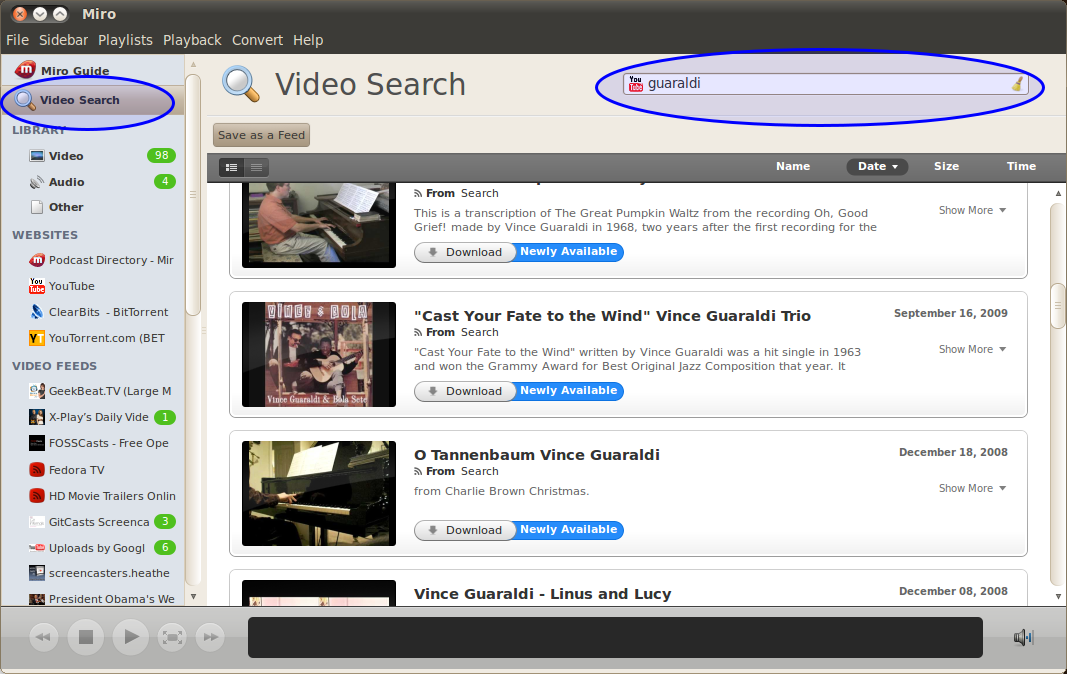 Miro
File Sidebar Playlists Playback Convert Help
Miro Guide
Video Search
LIBRARY
Video 98
Audio 4
Other
WEBSITES
Podcast Directory - Mir
YouTube
ClearBits - BitTorrent
YouTorrent.com (BET
VIDEO FEEDS
GeekBeat.TV (Large M
X-Play's Daily Vide 1
FOSSCasts - Free Ope
Fedora TV
HD Movie Trailers Onlin
GitCasts Screenca 3
Uploads by Googl 6
screencasters.heathe
President Obama's We
Video Search
You Tube guaraldi
Save as a Feed
Name Date Size Time
From Search
This is a transcription of The Great Pumpkin Waltz from the recording Oh, Good
Grief! made by Vince Guaraldi in 1968, two years after the first recording for the
Show More
Download Newly Available
"Cast Your Fate to the Wind" Vince Guaraldi Trio
September 16, 2009
From Search
"Cast Your Fate to the Wind" written by Vince Guaraldi was a hit single in 1963
and won the Grammy Award for Best Original Jazz Composition that year. It
Show More
Download Newly Available
VINCE & BOLA
Vince Guaraldi & Bola Sete
O Tannenbaum Vince Guaraldi
December 18, 2008
From Search
from Charlie Brown Christmas.
Show More
Download Newly Available
Vince Guaraldi - Linus and Lucy
December 08, 2008